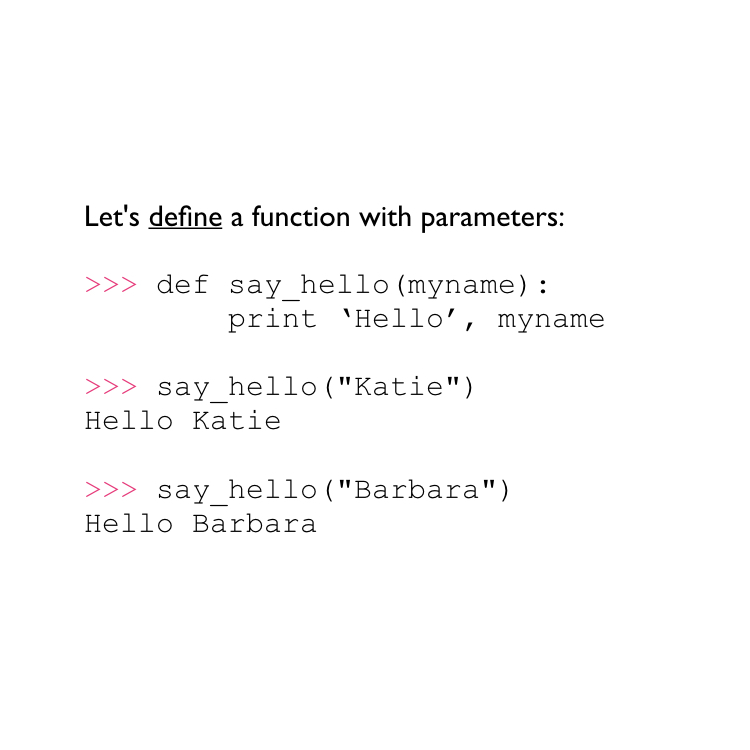 Let's define a function with parameters:
>>> def say_hello(myname):
print ‘Hello’, myname
>>> say_hello("Katie")
Hello Katie
>>> say_hello("Barbara")
Hello Barbara